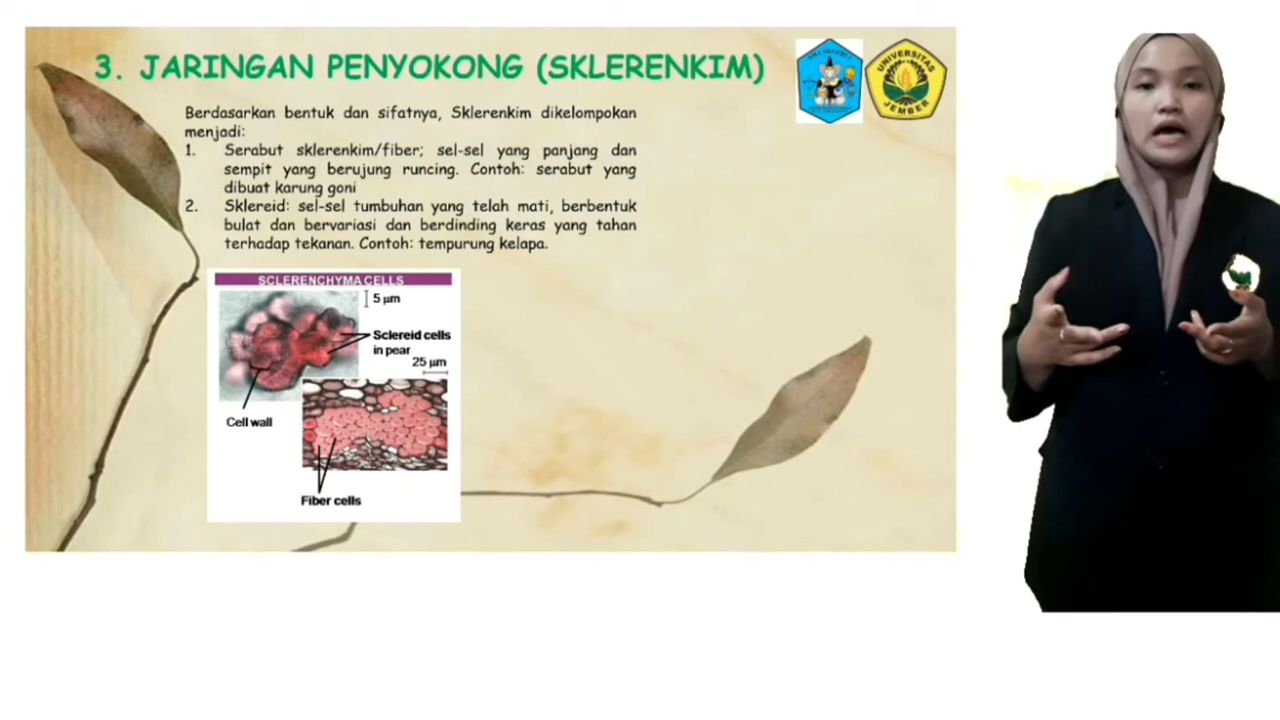 3. JARINGAN PENYOKONG (SKLERENKIM)
UNIVERSITAS
JEMBER
Berdasarkan bentuk dan sifatnya, Sklerenkim dikelompokan
menjadi:
1. Serabut sklerenkim/fiber; sel-sel yang panjang dan
sempit yang berujung runcing. Contoh: serabut yang
dibuat karung goni
2. Sklereid: sel-sel tumbuhan yang telah mati, berbentuk
bulat dan bervariasi dan berdinding keras yang tahan
terhadap tekanan. Contoh: tempurung kelapa.
SCLERENCHYMA CELLS
5 µm
Sclereid cells
in pear
25 µm
Cell wall
Fiber cells